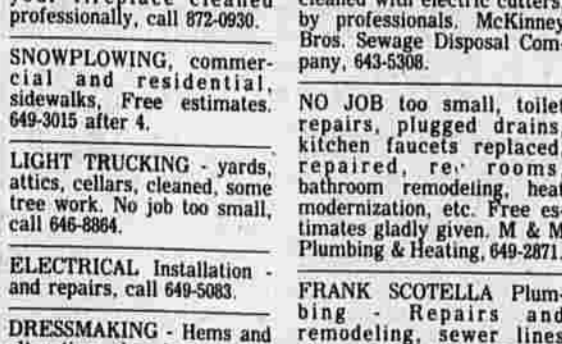 your fireplace cleaned
professionally, call 872-0930.
SNOWPLOWING, commer-
cial and residential,
sidewalks, Free estimates.
649-3015 after 4.
LIGHT TRUCKING - yards,
attics, cellars, cleaned, some
tree work. No job too small,
call 646-8864.
ELECTRICAL Installation -
and repairs, call 649-5083.
DRESSMAKING - Hems and
cleaned with electric cutters,
by professionals. McKinney
Bros. Sewage Disposal Com-
pany, 643-5308.
NO JOB too small, toilet
repairs, plugged drains,
kitchen faucets replaced,
repaired, rooms
bathroom remodeling, heat
modernization, etc. Free es-
timates gladly given. M & M
Plumbing & Heating, 649-2871.
FRANK SCOTELLA Plum-
bing - Repairs and
remodeling, sewer lines